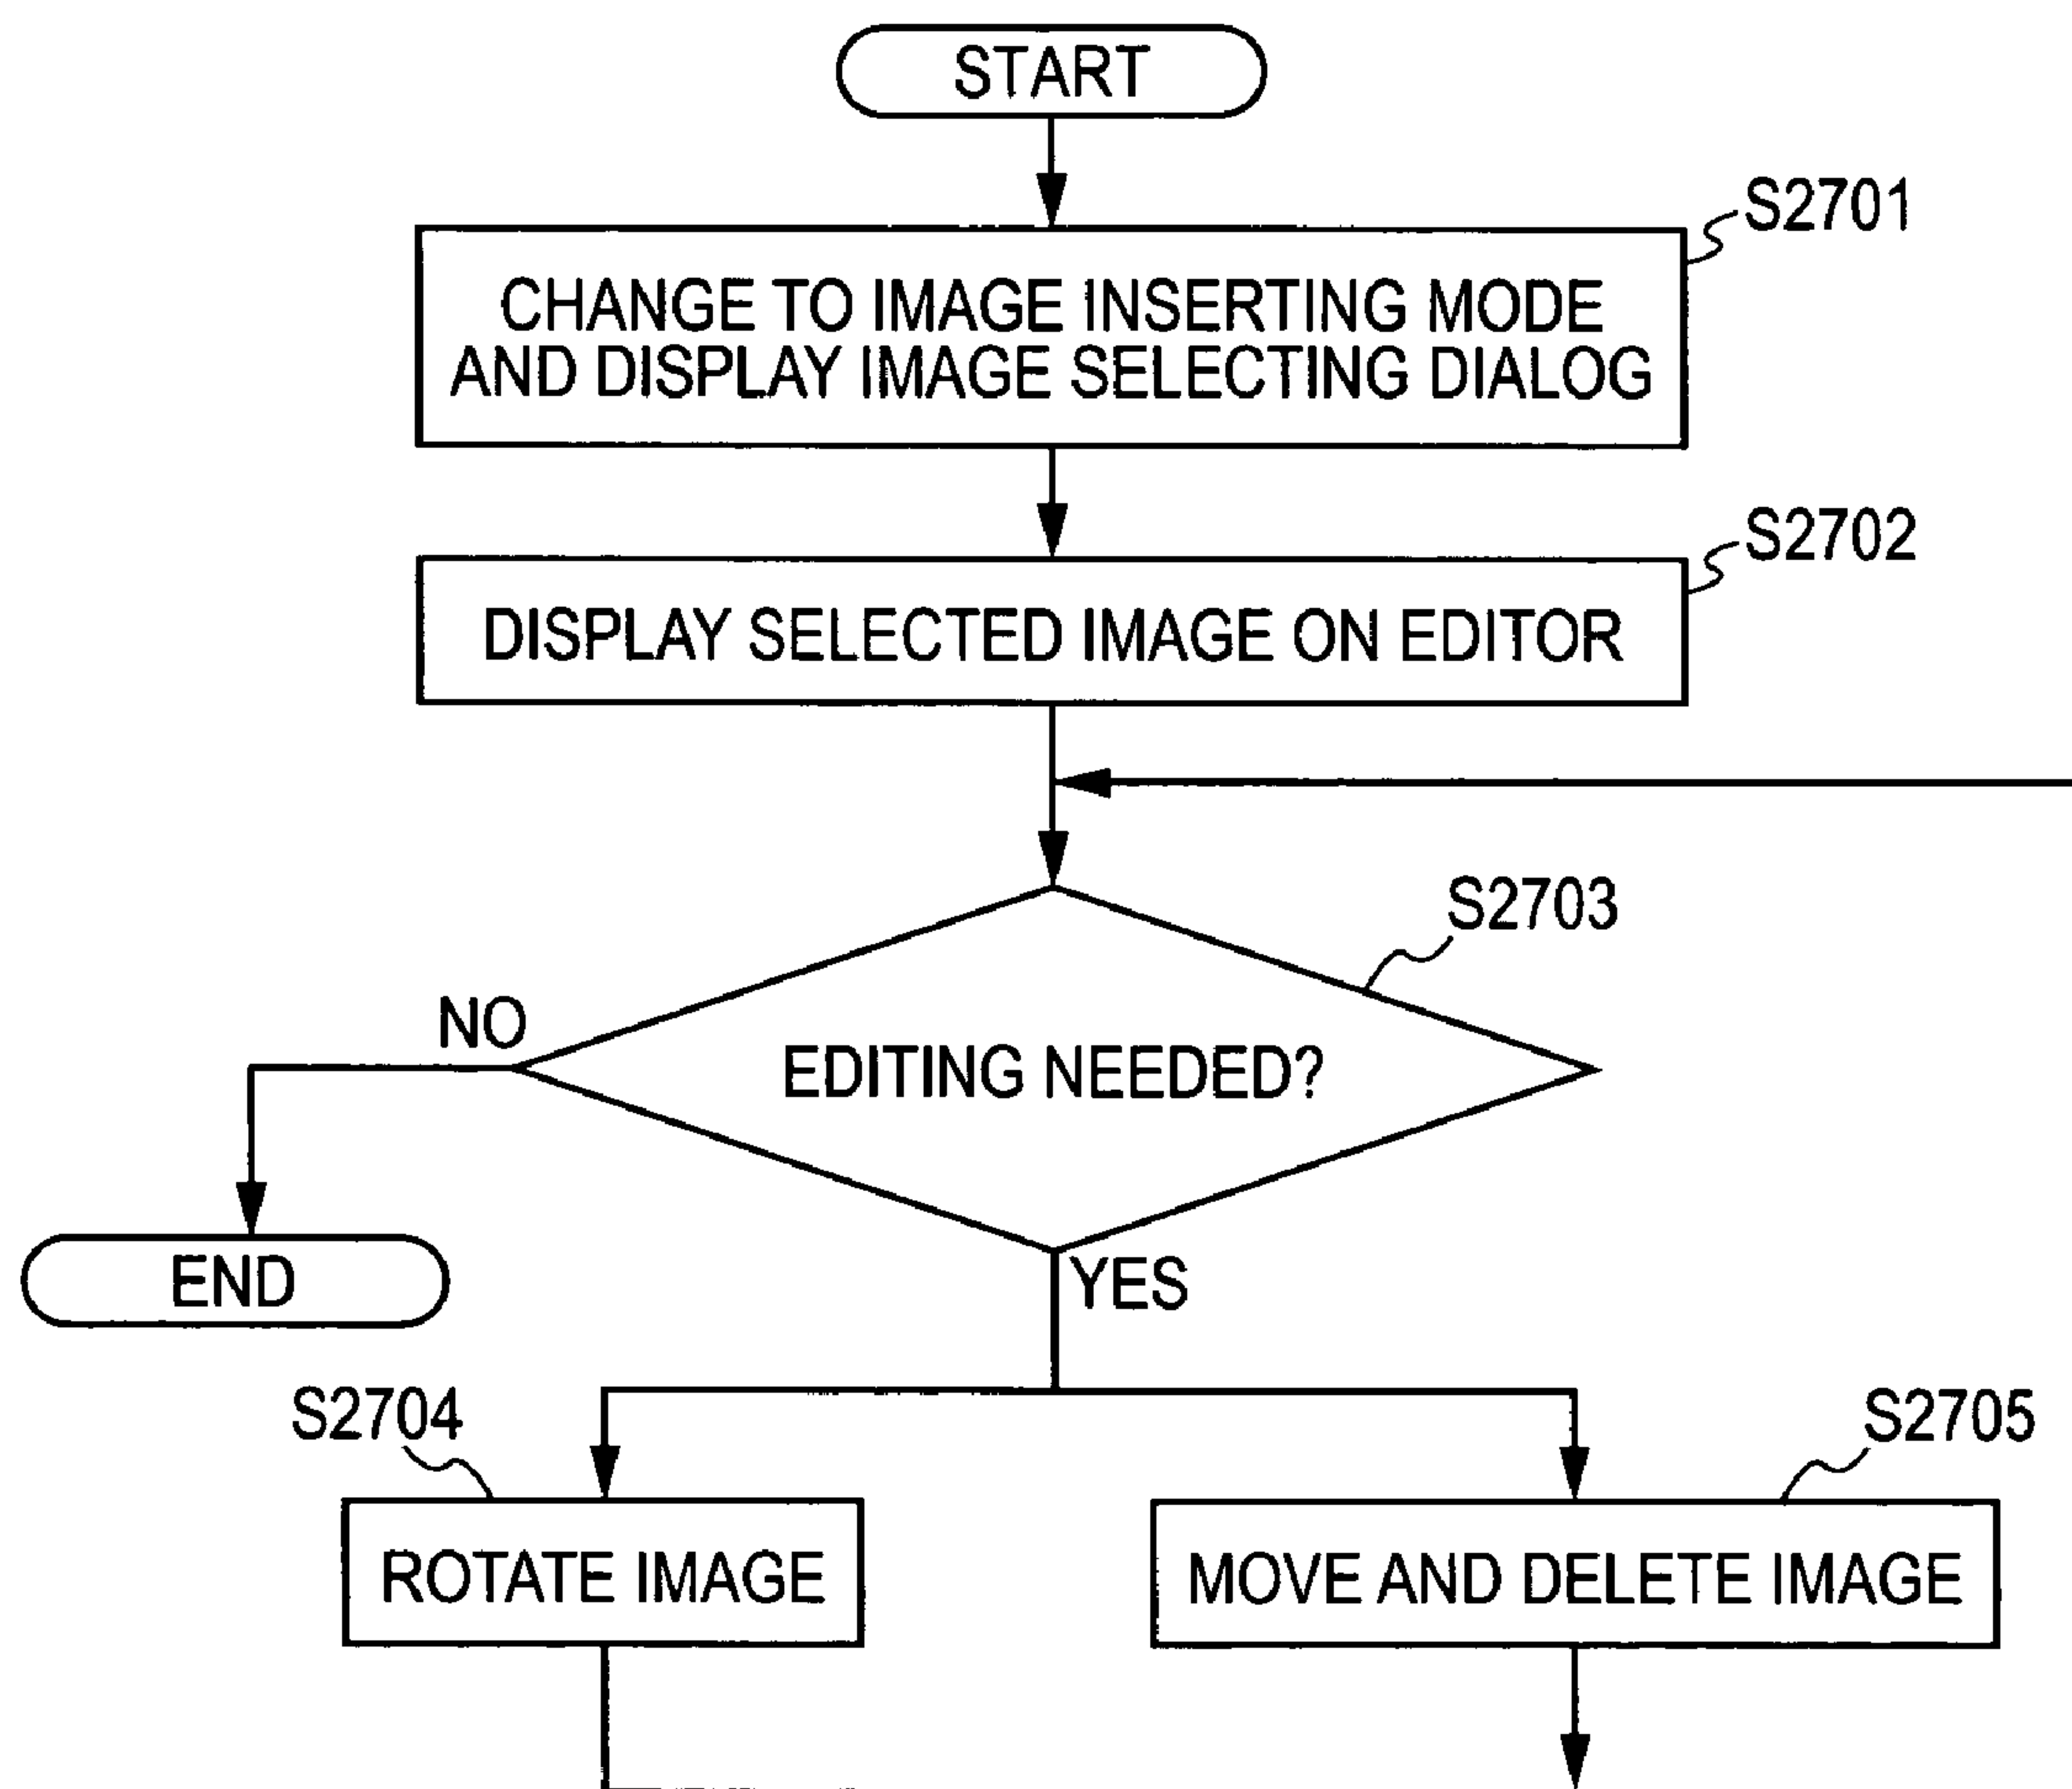 START
S2701
CHANGE TO IMAGE INSERTING MODE
AND DISPLAY IMAGE SELECTING DIALOG
S2702
DISPLAY SELECTED IMAGE ON EDITOR
S2703
NO
EDITING NEEDED?
END
YES
S2704
S2705
ROTATE IMAGE
MOVE AND DELETE IMAGE